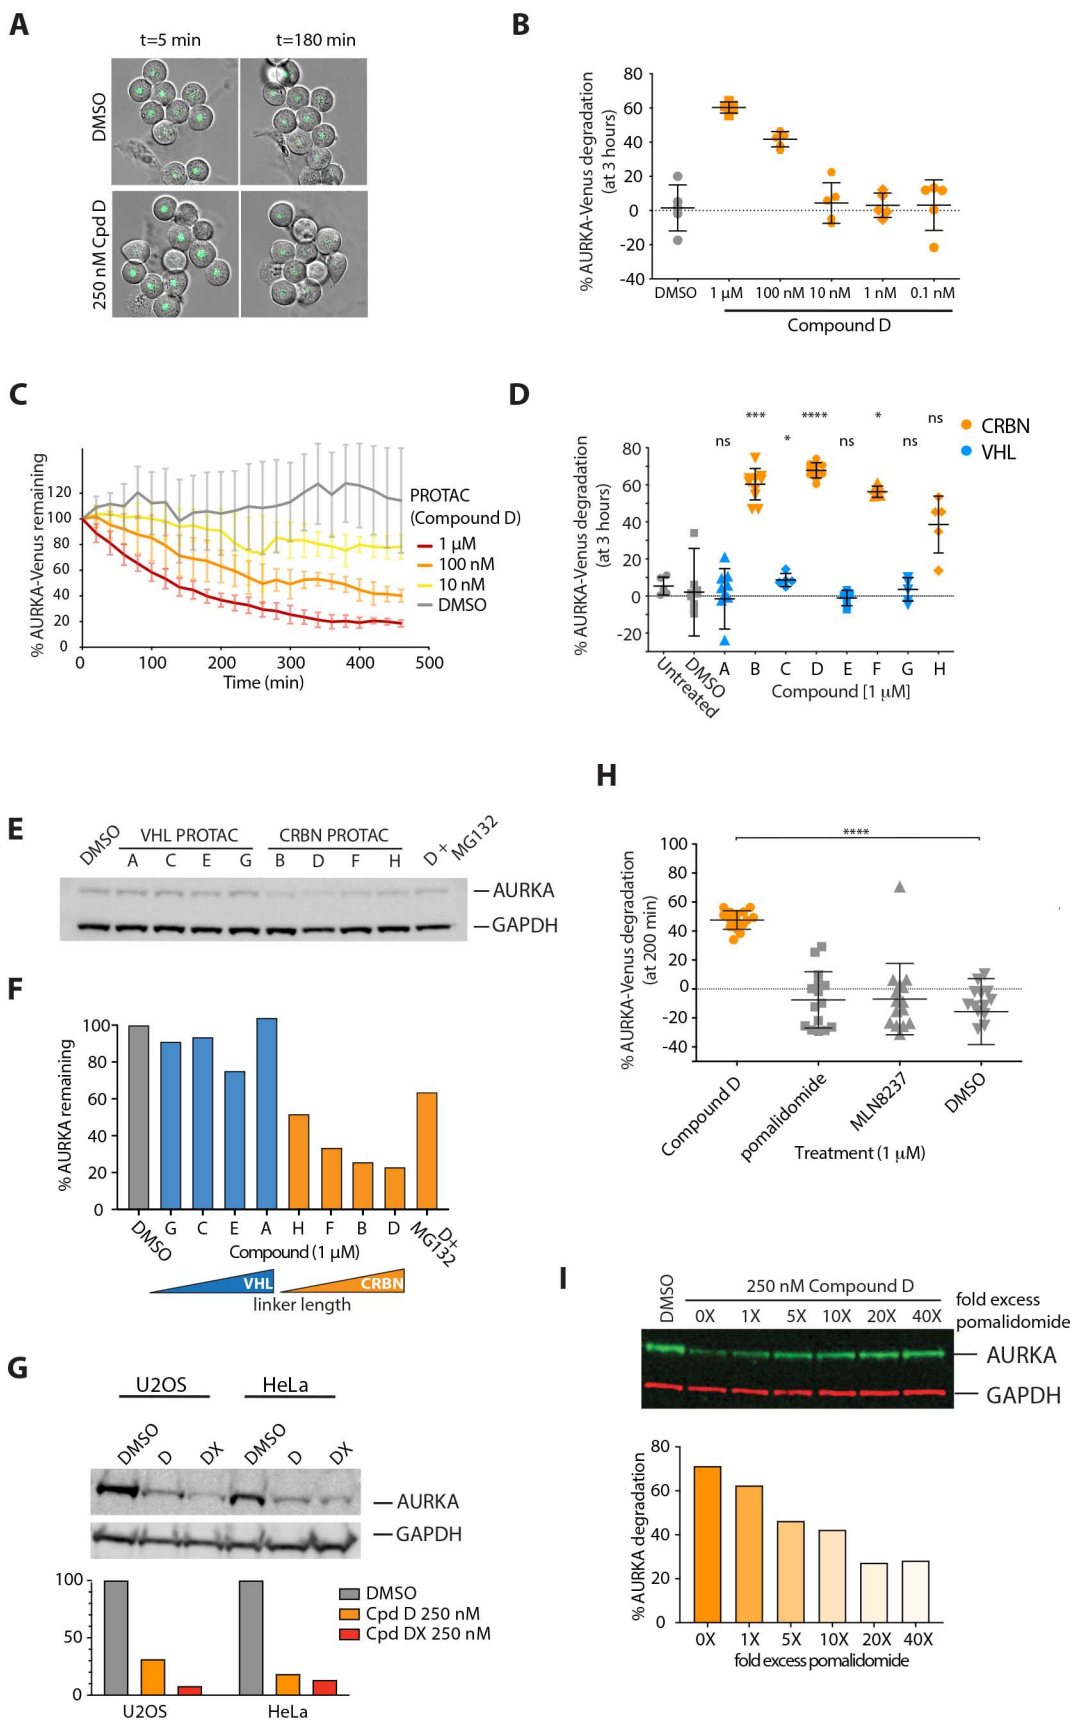 A
t=5 min
t=180 min
DMSO
250 nM Cpd D
B
% AURKA-Venus degradation
(at 3 hours)
80
60
40
20
0
-20
-40
DMSO
1 µM
100 nM
10 nM
1 nM
0.1 nM
Compound D
C
% AURKA-Venus remaining
120
100
80
60
40
20
0
0
100
200
300
400
500
Time (min)
PROTAC
(Compound D)
1 µM
100 nM
10 nM
DMSO
D
% AURKA-Venus degradation
(at 3 hours)
80
60
40
20
0
-20
ns
***
*
****
ns
*
ns
ns
CRBN
VHL
Untreated
DMSO
A
B
C
D
E
F
G
H
Compound [1 µM]
E
DMSO
VHL PROTAC
CRBN PROTAC
D +
MG132
A
C
E
G
B
D
F
H
AURKA
GAPDH
F
% AURKA remaining
100
80
60
40
20
0
DMSO
G
C
E
A
H
F
B
D
D+
MG132
Compound (1 µM)
VHL
CRBN
linker length
G
U2OS
HeLa
DMSO
D
DX
DMSO
D
DX
AURKA
GAPDH
100
50
0
U2OS
HeLa
DMSO
Cpd D 250 nM
Cpd DX 250 nM
H
% AURKA-Venus degradation
(at 200 min)
100
80
60
40
20
0
-20
-40
****
Compound D
pomalidomide
MLN8237
DMSO
Treatment (1 µM)
I
DMSO
250 nM Compound D
0X
1X
5X
10X
20X
40X
fold excess
pomalidomide
AURKA
GAPDH
% AURKA degradation
80
60
40
20
0
0X
1X
5X
10X
20X
40X
fold excess pomalidomide